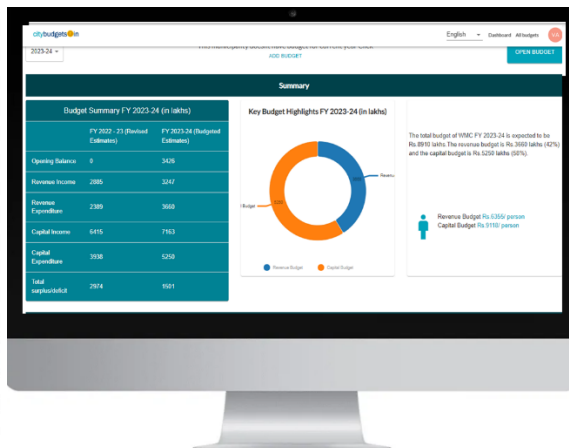 citybudgets.in
English
Dashboard All budgets
2023-24
This municipality doesn't have budget for current year. Click
ADD BUDGET
OPEN BUDGET
Summary
Budget Summary FY 2023-24 (in lakhs)
FY 2022 - 23 (Revised Estimates) FY 2023-24 (Budgeted Estimates)
Opening Balance 0 3426
Revenue Income 2885 3247
Revenue Expenditure 2389 3660
Capital Income 6415 7163
Capital Expenditure 3938 5250
Total surplus/deficit 2974 1501
Key Budget Highlights FY 2023-24 (in lakhs)
Revenu
l Budget
Revenue Budget Capital Budget
The total budget of WMC FY 2023-24 is expected to be
Rs.8910 lakhs. The revenue budget is Rs.3660 lakhs (42%)
and the capital budget is Rs.5250 lakhs (58%).
Revenue Budget Rs.6355/ person
Capital Budget Rs.9116/ person